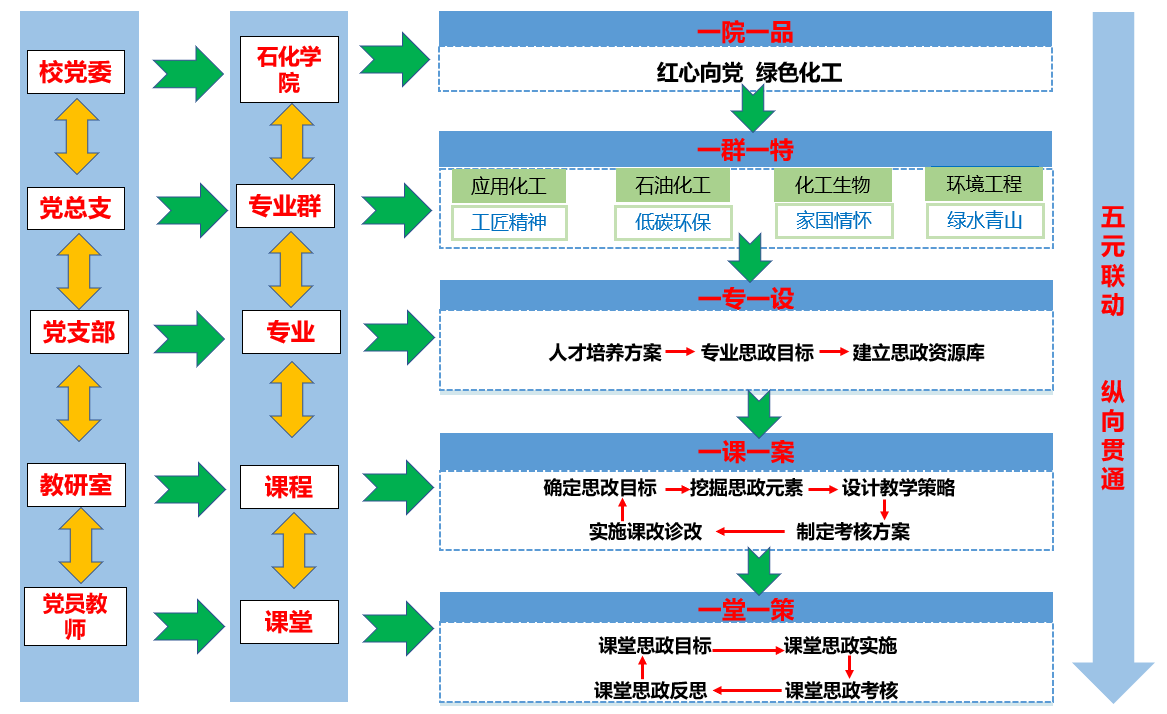 校党委
石化学
院
一院一品
红心向党 绿色化工
党总支
专业群
一群一特
应用化工
石油化工
化工生物
环境工程
工匠精神
低碳环保
家国情怀
绿水青山
党支部
专业
一专一设
人才培养方案
专业思政目标
建立思政资源库
教研室
课程
一课一案
确定思改目标
挖掘思政元素
设计教学策略
实施课改诊改
制定考核方案
党员教
师
课堂
一堂一策
课堂思政目标
课堂思政实施
课堂思政反思
课堂思政考核
五元联动 纵向贯通